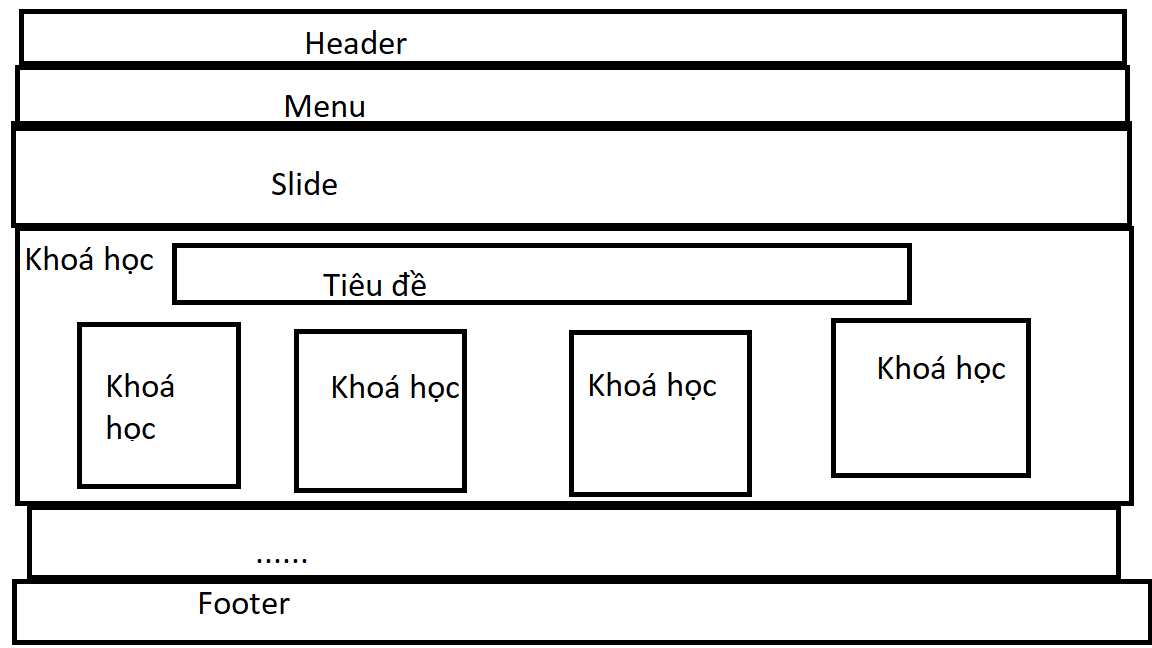 Header
Menu
Slide
Khoá học
Tiêu đề
Khoá
học
Khoá học
Khoá học
Khoá học
......
Footer